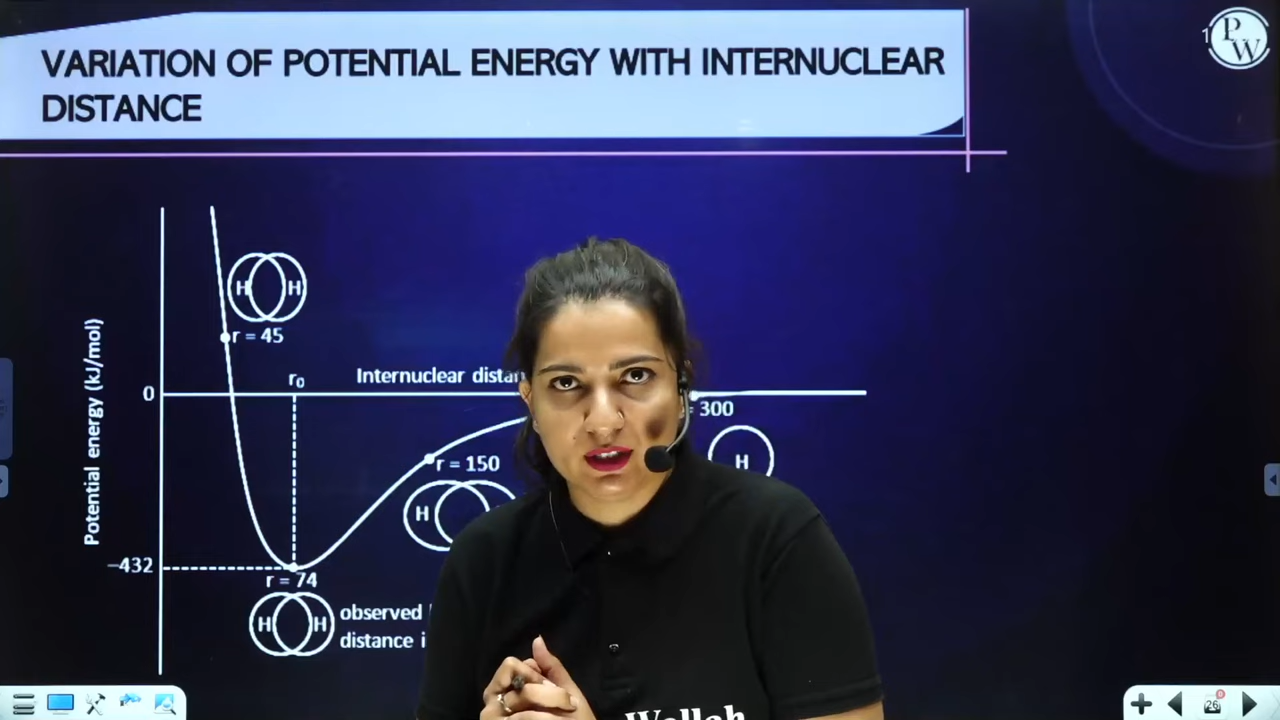 VARIATION OF POTENTIAL ENERGY WITH INTERNUCLEAR
DISTANCE
P
W
H H
r = 45
Potential energy (kJ/mol)
0
r₀
Internuclear
= 300
H
r = 150
H
−432
r = 74
H H
observed
distance
Wallah
26